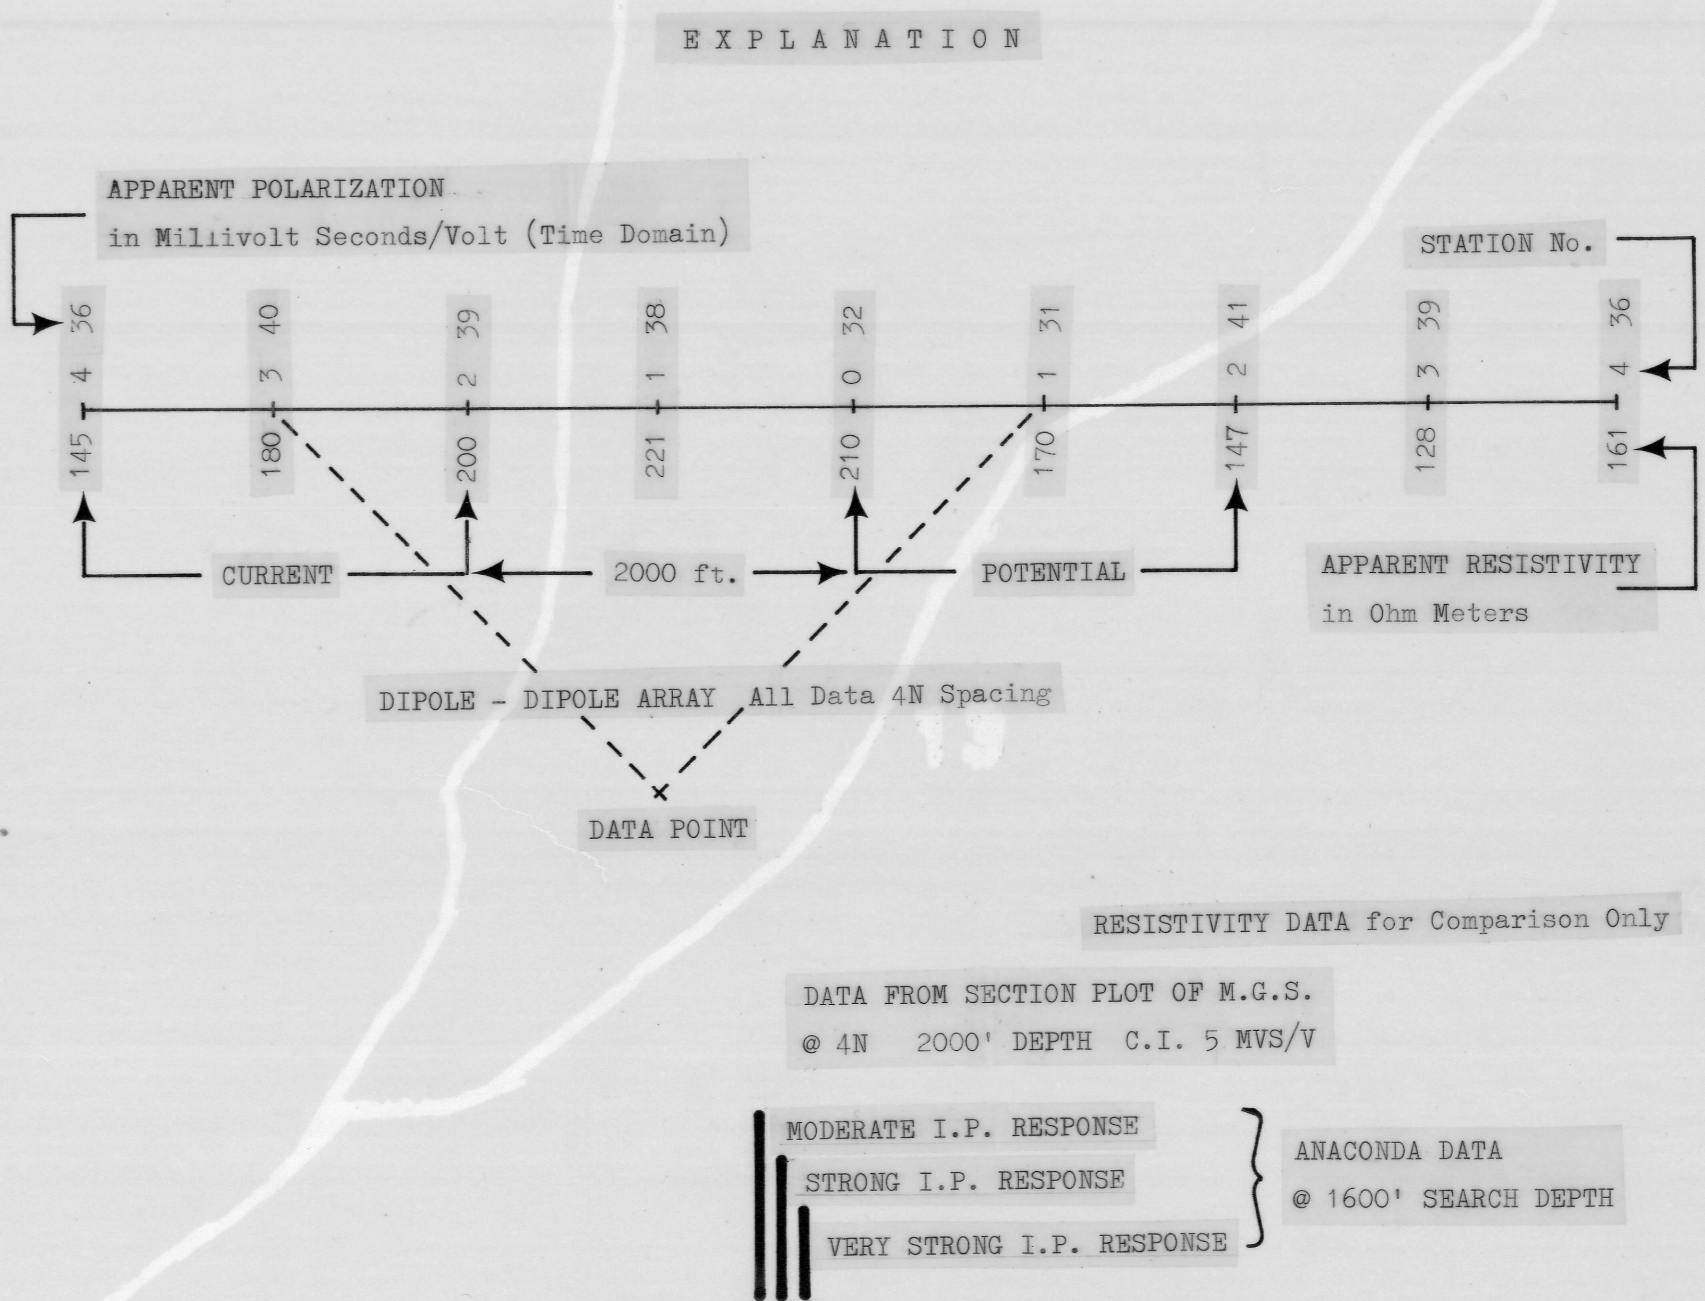 EXPLANATION
APPARENT POLARIZATION
in Millivolt Seconds/Volt (Time Domain)
STATION No.
36 40 39 38 32 31 41 39 36
4 3 2 1 0 1 2 3 4
145 180 200 221 210 170 147 128 161
CURRENT
2000 ft.
POTENTIAL
APPARENT RESISTIVITY
in Ohm Meters
DIPOLE - DIPOLE ARRAY All Data 4N Spacing
13
DATA POINT
RESISTIVITY DATA for Comparison Only
DATA FROM SECTION PLOT OF M.G.S.
@ 4N 2000' DEPTH C.I. 5 MVS/V
MODERATE I.P. RESPONSE
STRONG I.P. RESPONSE
VERY STRONG I.P. RESPONSE
ANACONDA DATA
@ 1600' SEARCH DEPTH